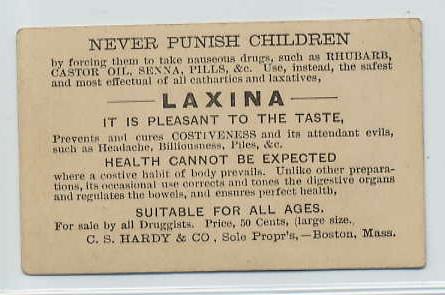 NEVER PUNISH CHILDREN
by forcing them to take nauseous drugs, such as RHUBARB,
CASTOR OIL, SENNA, PILLS, &c. Use, instead, the safest
and most effectual of all cathartics and laxatives,
LAXINA
IT IS PLEASANT TO THE TASTE,
Prevents and cures COSTIVENESS and its attendant evils,
such as Headache, Billiousness, Piles, &c.
HEALTH CANNOT BE EXPECTED
where a costive habit of body prevails. Unlike other prepara-
tions, its occasional use corrects and tones the digestive organs
and regulates the bowels, and ensures perfect health,
SUITABLE FOR ALL AGES.
For sale by all Druggists. Price, 50 Cents, (large size.
C. S. HARDY & CO , Sole Propr's,—Boston, Mass.